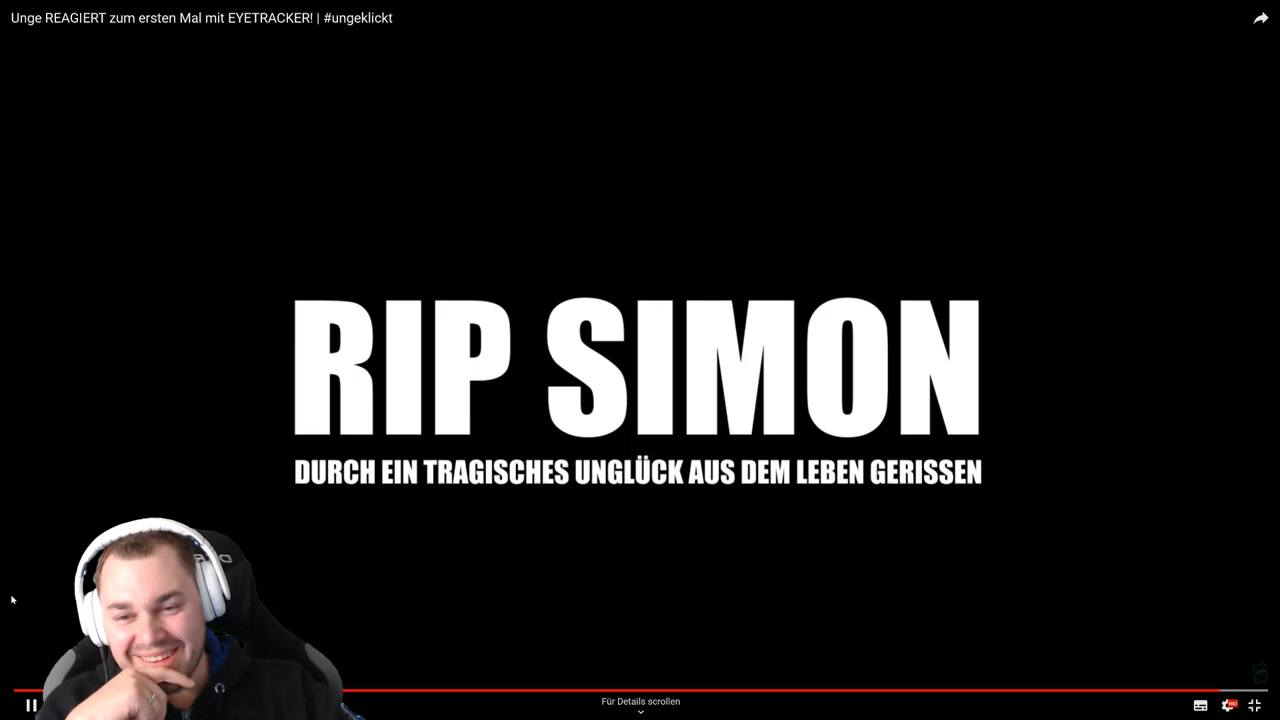 Unge REAGIERT zum ersten Mal mit EYETRACKER! | #ungeklickt
RIP SIMON
DURCH EIN TRAGISCHES UNGLÜCK AUS DEM LEBEN GERISSEN
Für Details scrollen
HD